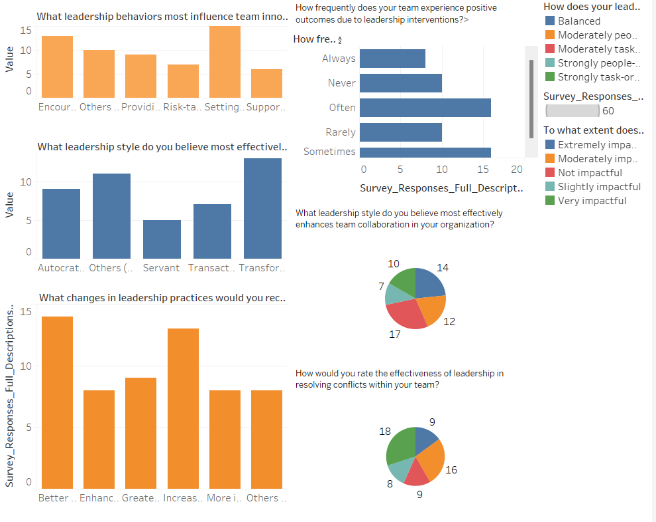 What leadership behaviors most influence team inno..
Value
15
10
5
0
Encour..
Others ..
Providi..
Risk-ta..
Setting..
Suppor..
What leadership style do you believe most effectivel..
Value
10
5
0
Autocrat..
Others (..
Servant
Transact..
Transfor..
What changes in leadership practices would you rec..
Survey_Responses_Full_Descriptions..
15
10
5
0
Better ..
Enhanc..
Greate..
Increas..
More i..
Others ..
How frequently does your team experience positive
outcomes due to leadership interventions?>
How fre..
Always
Never
Often
Rarely
Sometimes
0
5
10
15
20
Survey_Responses_Full_Descript..
What leadership style do you believe most effectively
enhances team collaboration in your organization?
10
14
7
12
17
How would you rate the effectiveness of leadership in
resolving conflicts within your team?
9
18
16
8
9
How does your lead..
Balanced
Moderately peo..
Moderately task..
Strongly people-..
Strongly task-or..
Survey_Responses_..
60
To what extent does..
Extremely impa..
Moderately imp..
Not impactful
Slightly impactful
Very impactful